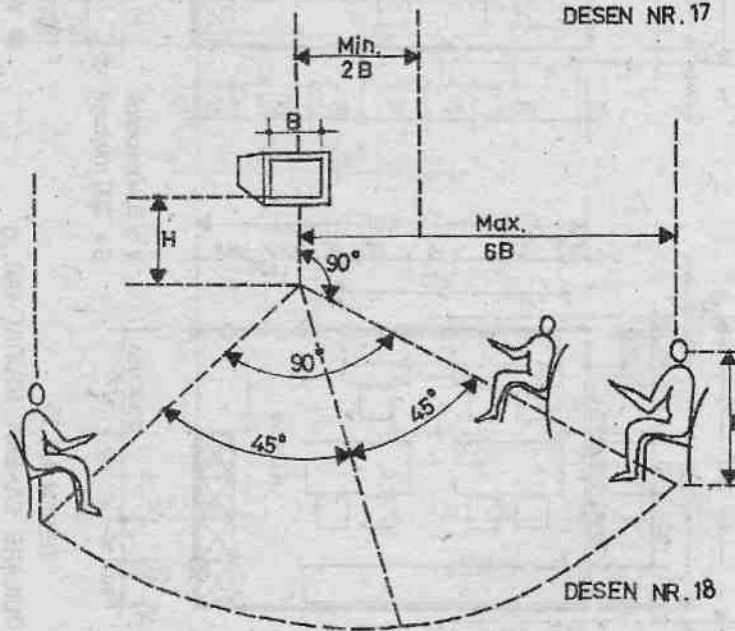 DESEN NR. 17
Min.
2B
B
H
Max.
6B
90°
90°
45°
45°
DESEN NR. 18